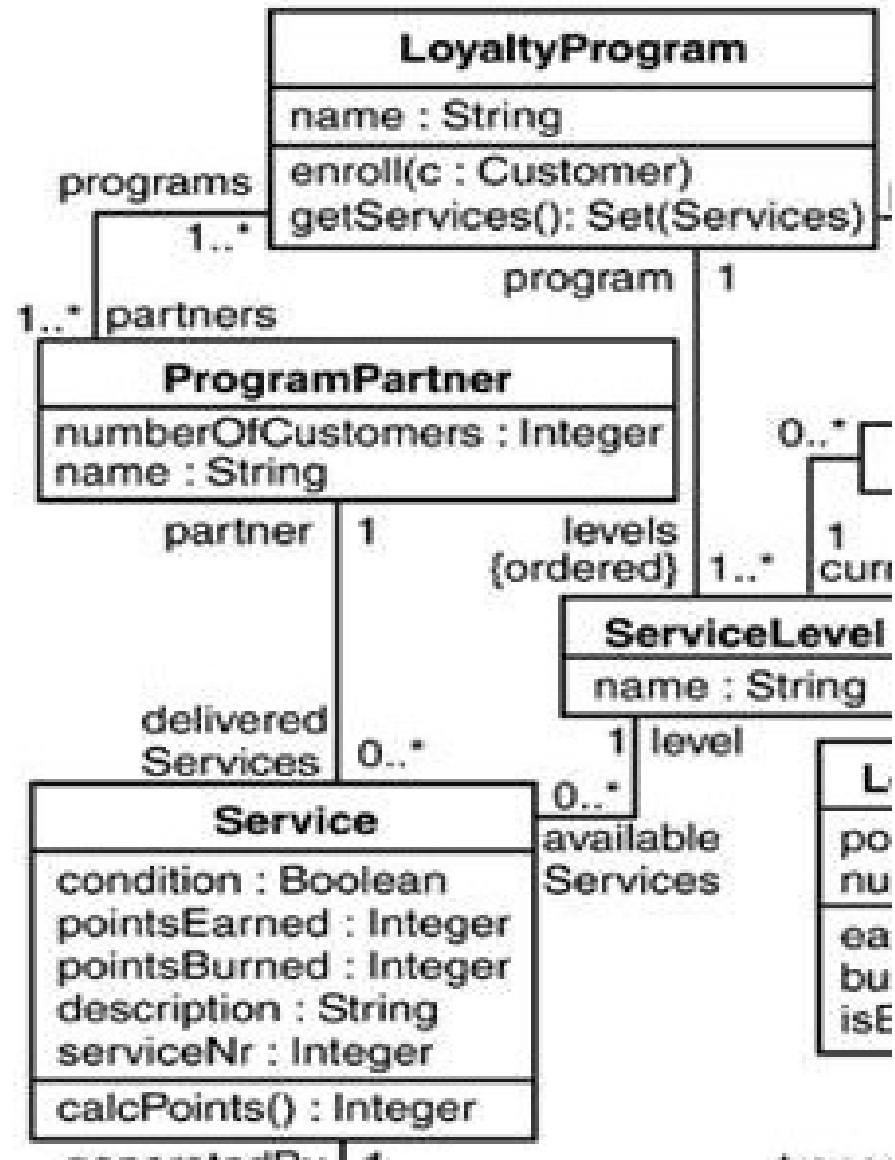 LoyaltyProgram
name : String
enroll(c : Customer)
getServices(): Set(Services)
programs
1..*
program 1
1..* partners
ProgramPartner
numberOfCustomers : Integer
name : String
0..*
partner 1
levels
{ordered} 1..*
1
ServiceLevel
name : String
delivered
Services 0..*
1 level
0..*
available
Services
Service
condition : Boolean
pointsEarned : Integer
pointsBurned : Integer
description : String
serviceNr : Integer
calcPoints() : Integer